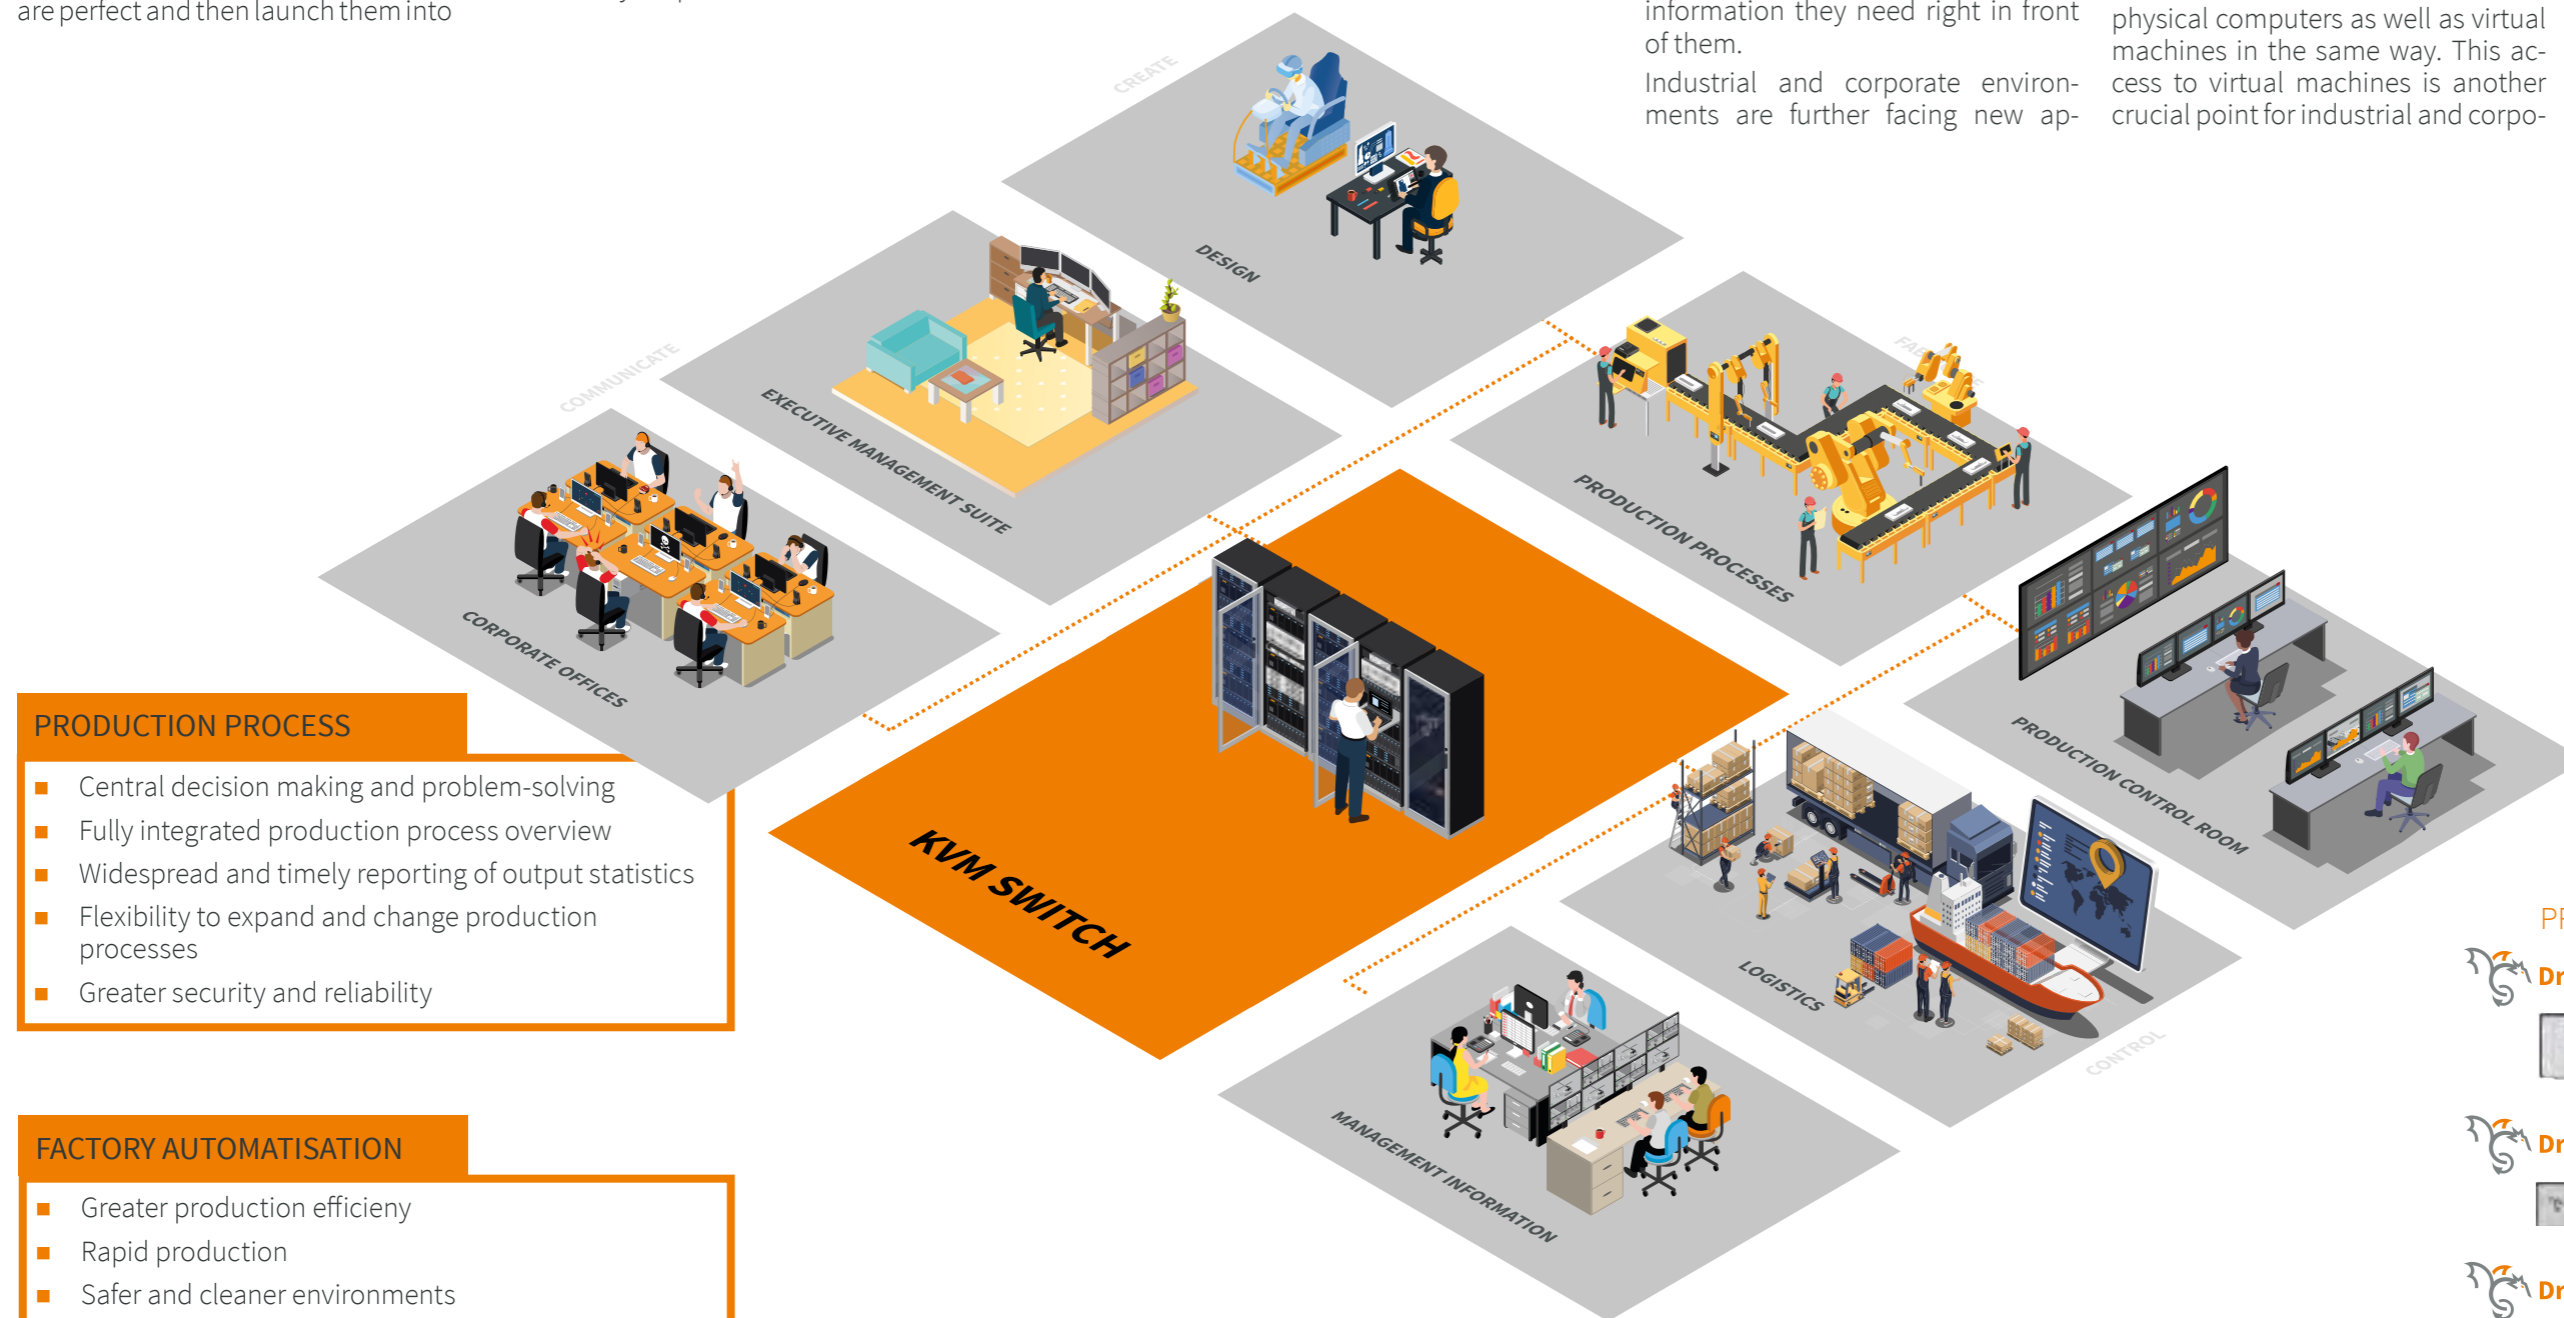 are perfect and then launch them into
information they need right in front
of them.
Industrial and corporate environ-
ments are further facing new ap-
physical computers as well as virtual
machines in the same way. This ac-
cess to virtual machines is another
crucial point for industrial and corpo-
CREATE
DESIGN
COMMUNICATE
EXECUTIVE MANAGEMENT SUITE
CORPORATE OFFICES
PRODUCTION PROCESSES
PRODUCTION CONTROL ROOM
KVM SWITCH
LOGISTICS
CONTROL
MANAGEMENT INFORMATION
PRODUCTION PROCESS
Central decision making and problem-solving
Fully integrated production process overview
Widespread and timely reporting of output statistics
Flexibility to expand and change production
processes
Greater security and reliability
FACTORY AUTOMATISATION
Greater production efficieny
Rapid production
Safer and cleaner environments
Dr
Dr
Dr